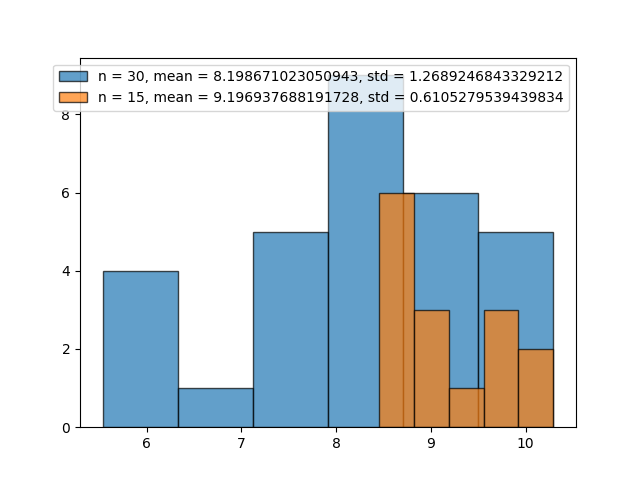 n = 30, mean = 8.198671023050943, std = 1.2689246843329212
n = 15, mean = 9.196937688191728, std = 0.6105279539439834
8
6
4
2
0
6 7 8 9 10